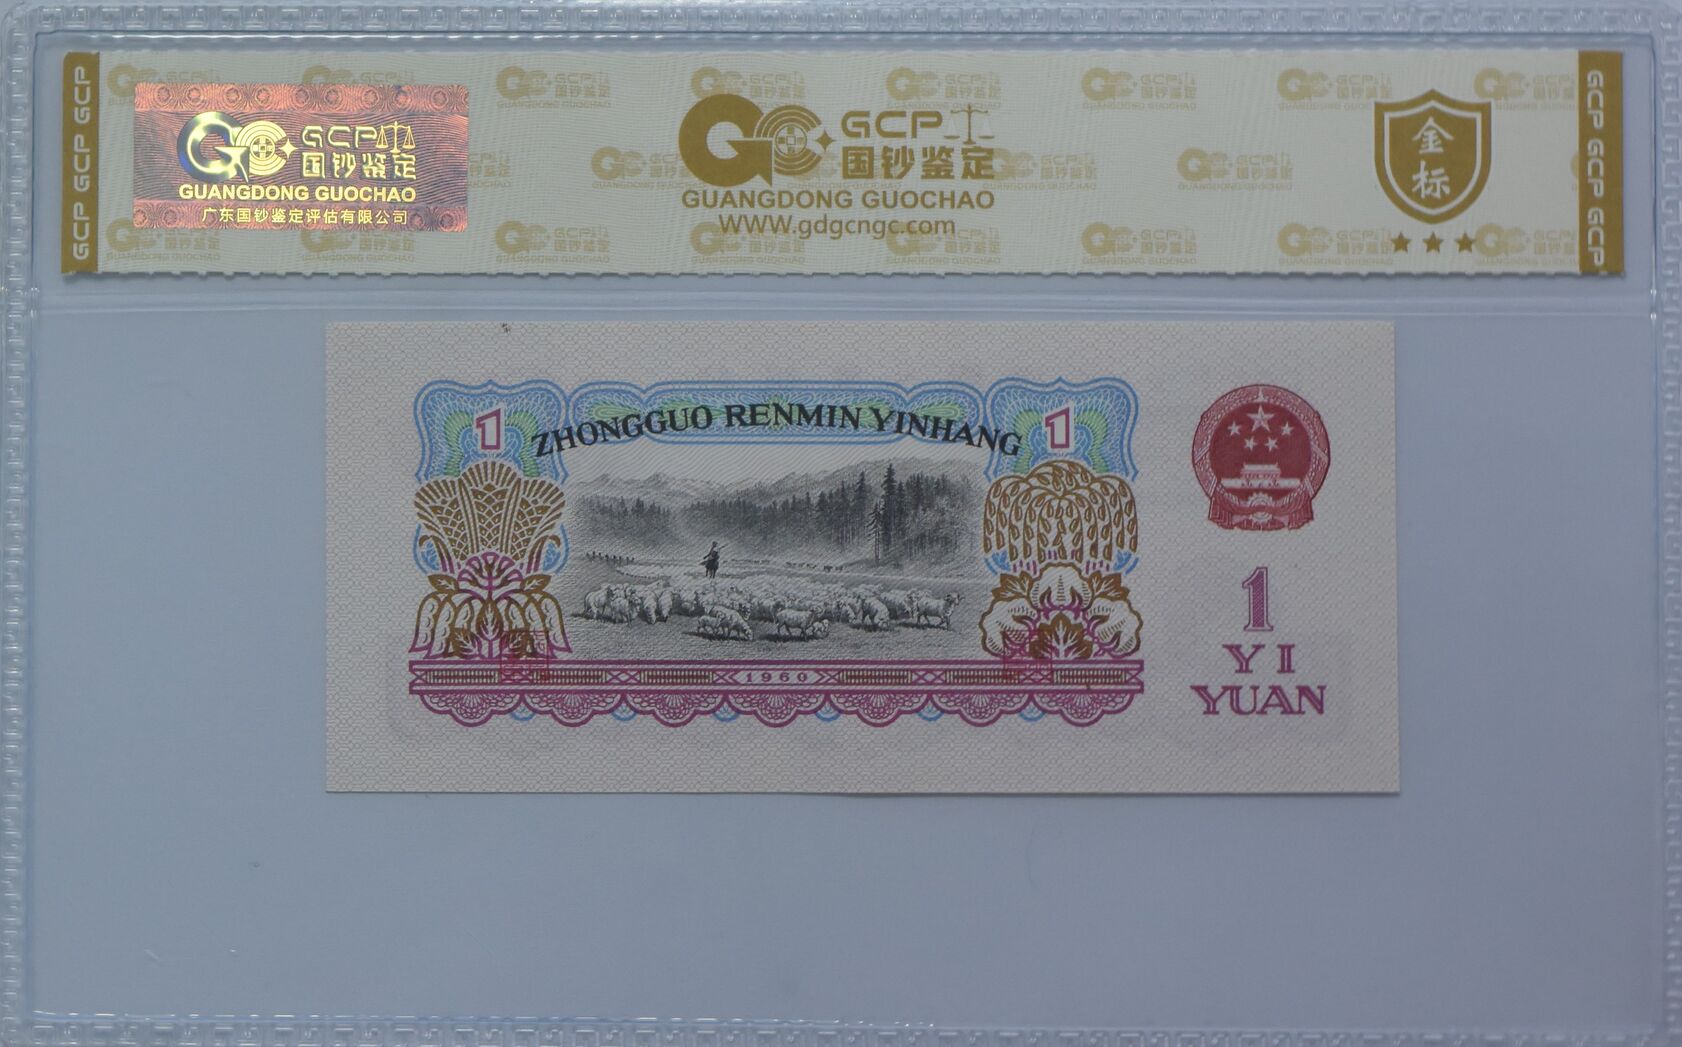 GCP GCP GCP
GCP
国钞鉴定
GUANGDONG GUOCHAO
广东国钞鉴定评估有限公司
GCP
国钞鉴定
GUANGDONG GUOCHAO
WWW.gdgcngc.com
金标
GCP GCP GCP
1
ZHONGGUO RENMIN YINHANG
1
1960
1
YI
YUAN